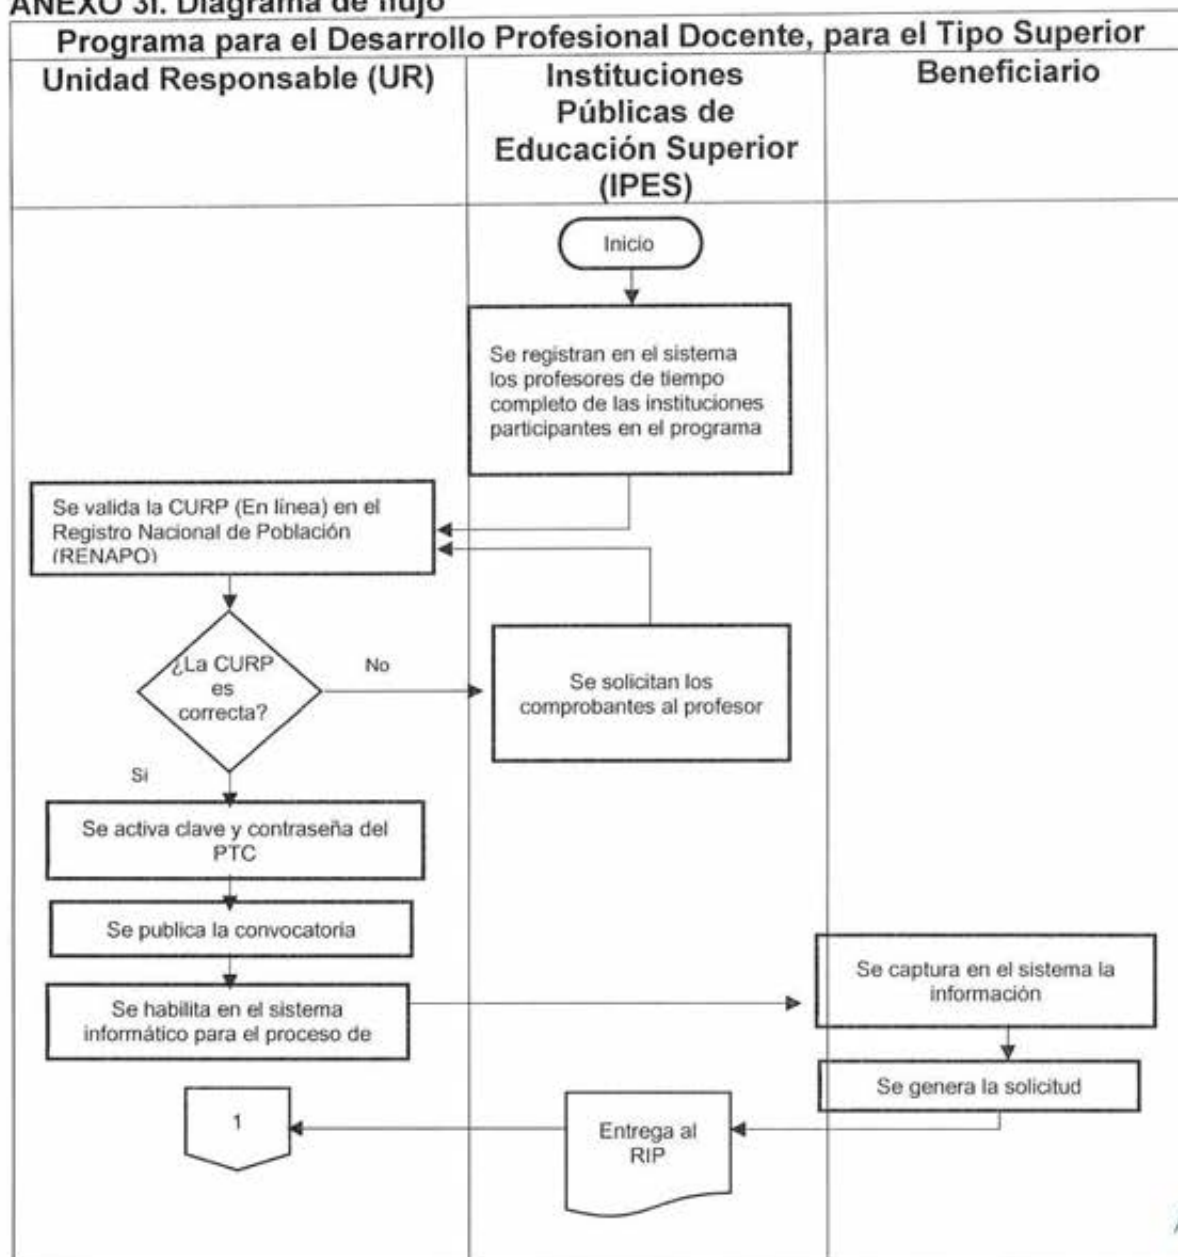 ANEXO 3i. Diagrama de flujo
Programa para el Desarrollo Profesional Docente, para el Tipo Superior
Unidad Responsable (UR)
Instituciones
Públicas de
Educación Superior
(IPES)
Beneficiario
Inicio
Se registran en el sistema
los profesores de tiempo
completo de las instituciones
participantes en el programa
Se valida la CURP (En línea) en el
Registro Nacional de Población
(RENAPO)
¿La CURP
es
correcta?
No
Se solicitan los
comprobantes al profesor
Si
Se activa clave y contraseña del
PTC
Se publica la convocatoria
Se habilita en el sistema
informático para el proceso de
Se captura en el sistema la
información
Se genera la solicitud
Entrega al
RIP
1